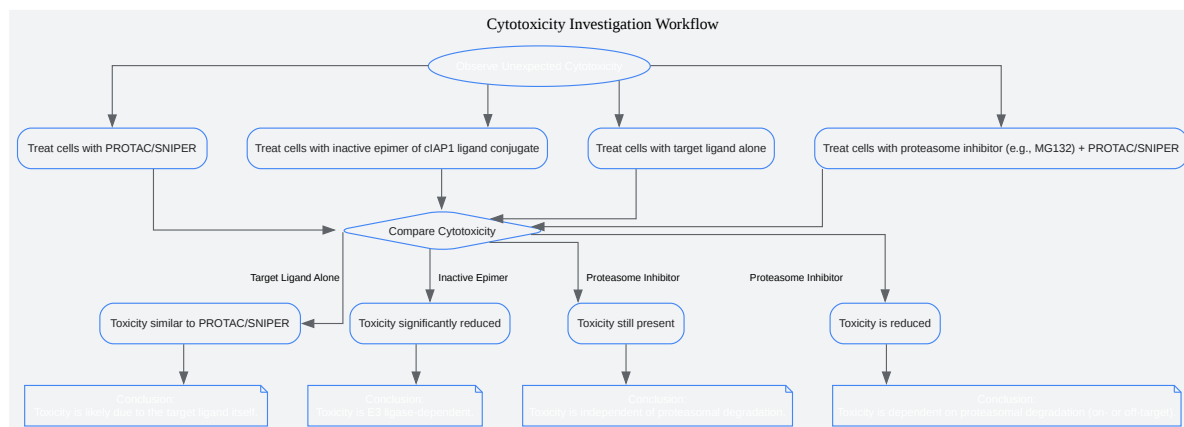 Cytotoxicity Investigation Workflow
Observe Unexpected Cytotoxicity
Treat cells with PROTAC/SNIPER
Treat cells with inactive epimer of cIAP1 ligand conjugate
Treat cells with target ligand alone
Treat cells with proteasome inhibitor (e.g., MG132) + PROTAC/SNIPER
Compare Cytotoxicity
Target Ligand Alone
Inactive Epimer
Proteasome Inhibitor
Proteasome Inhibitor
Toxicity similar to PROTAC/SNIPER
Toxicity significantly reduced
Toxicity still present
Toxicity is reduced
Conclusion:
Toxicity is likely due to the target ligand itself.
Conclusion:
Toxicity is E3 ligase-dependent.
Conclusion:
Toxicity is independent of proteasomal degradation.
Conclusion:
Toxicity is dependent on proteasomal degradation (on- or off-target).